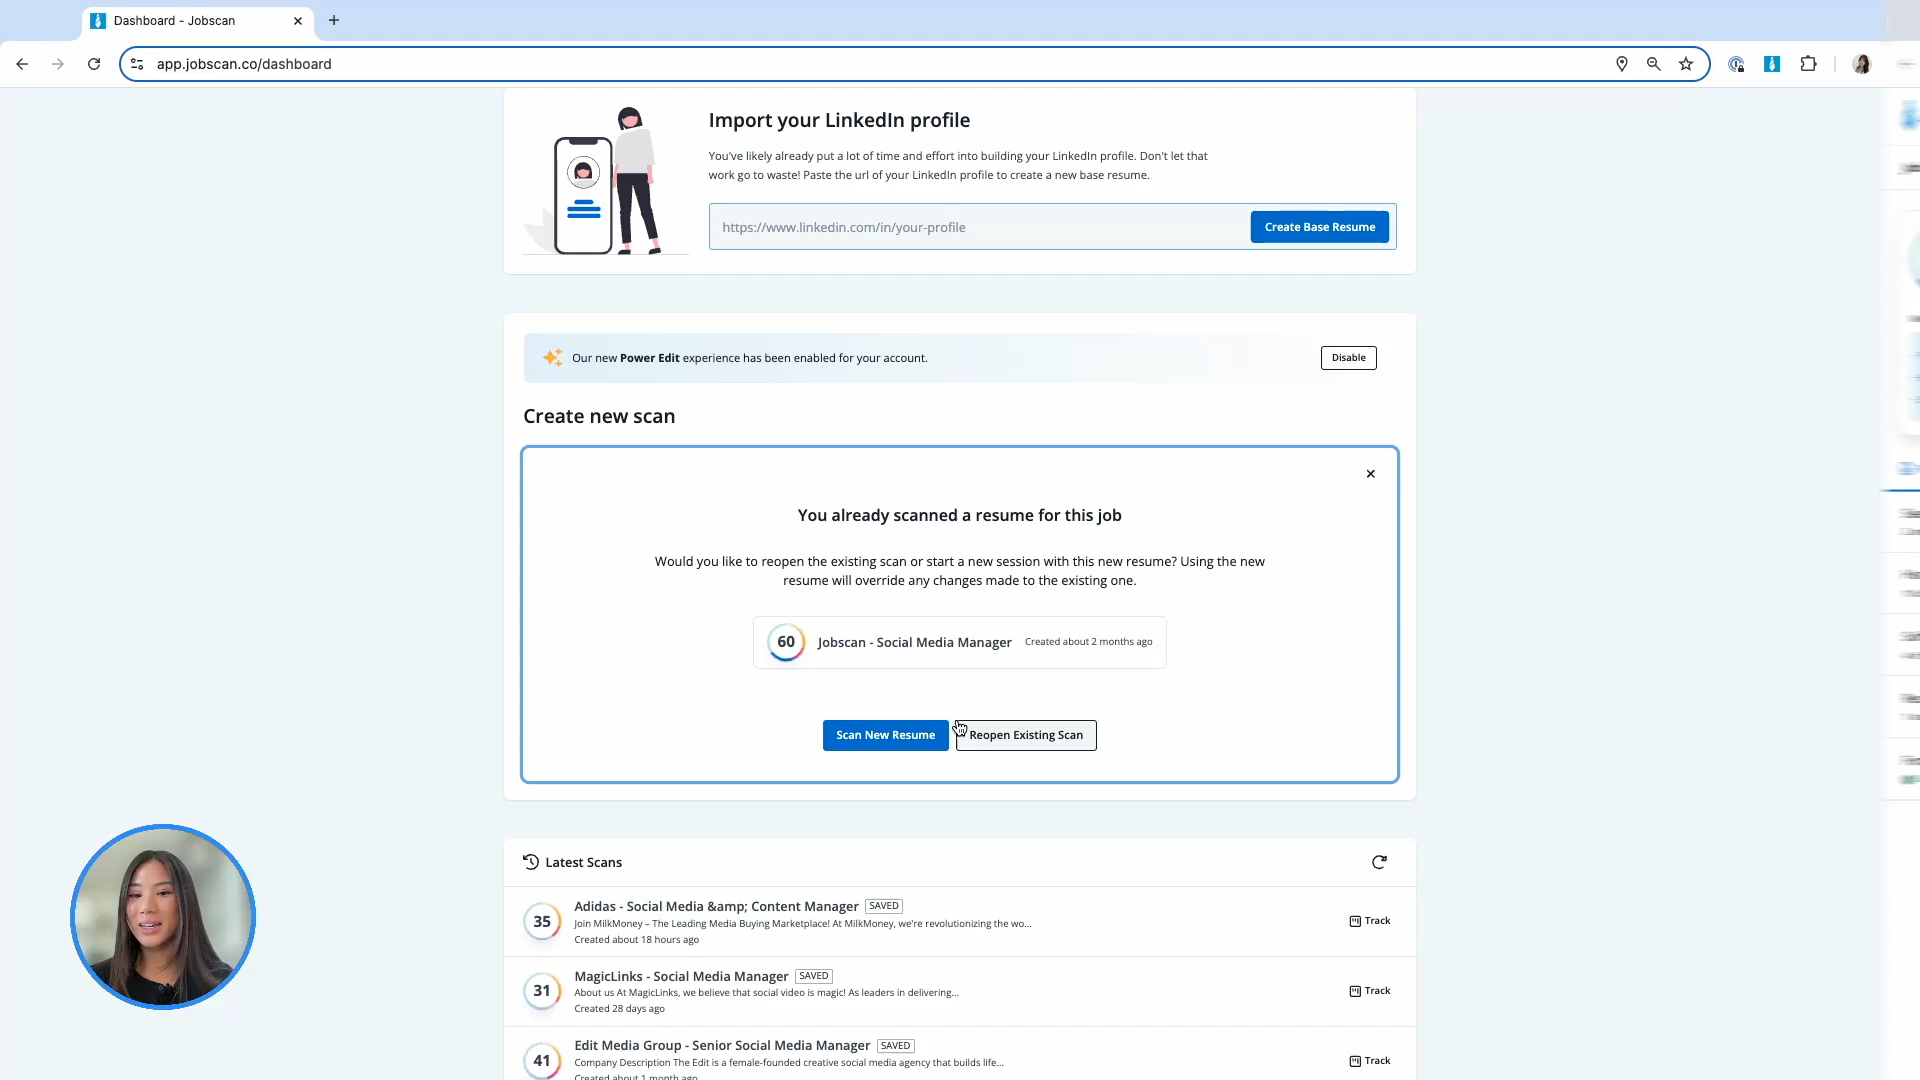 Dashboard - Jobscan
app.jobscan.co/dashboard
Import your LinkedIn profile
You've likely already put a lot of time and effort into building your LinkedIn profile. Don't let that
work go to waste! Paste the url of your LinkedIn profile to create a new base resume.
https://www.linkedin.com/in/your-profile
Create Base Resume
Our new Power Edit experience has been enabled for your account.
Disable
Create new scan
You already scanned a resume for this job
Would you like to reopen the existing scan or start a new session with this new resume? Using the new
resume will override any changes made to the existing one.
60 Jobscan - Social Media Manager Created about 2 months ago
Scan New Resume Reopen Existing Scan
Latest Scans
35
Adidas - Social Media &amp; Content Manager SAVED
Join MilkMoney – The Leading Media Buying Marketplace! At MilkMoney, we're revolutionizing the wo...
Created about 18 hours ago
Track
31
MagicLinks - Social Media Manager SAVED
About us At MagicLinks, we believe that social video is magic! As leaders in delivering...
Created 28 days ago
Track
41
Edit Media Group - Senior Social Media Manager SAVED
Company Description The Edit is a female-founded creative social media agency that builds life...
Created about 1 month ago
Track